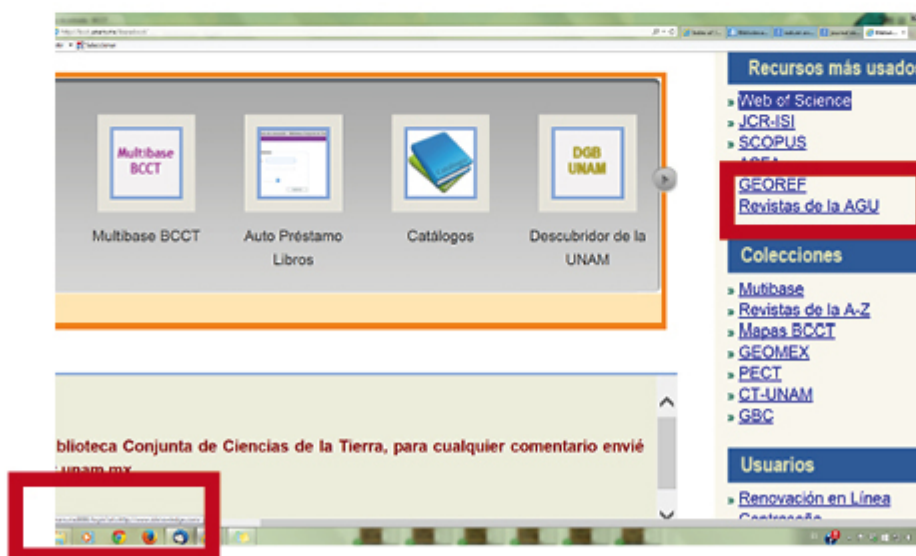 Recursos más usados
Web of Science
JCR-ISI
SCOPUS
GEOREF
Revistas de la AGU
Multibase
BCCT
DGB
UNAM
Multibase BCCT
Auto Préstamo
Libros
Catálogos
Descubridor de la
UNAM
Colecciones
Mutibase
Revistas de la A-Z
Mapas BCCT
GEOMEX
PECT
CT-UNAM
GBC
blioteca Conjunta de Ciencias de la Tierra, para cualquier comentario envié
unam.mx
Usuarios
Renovación en Línea